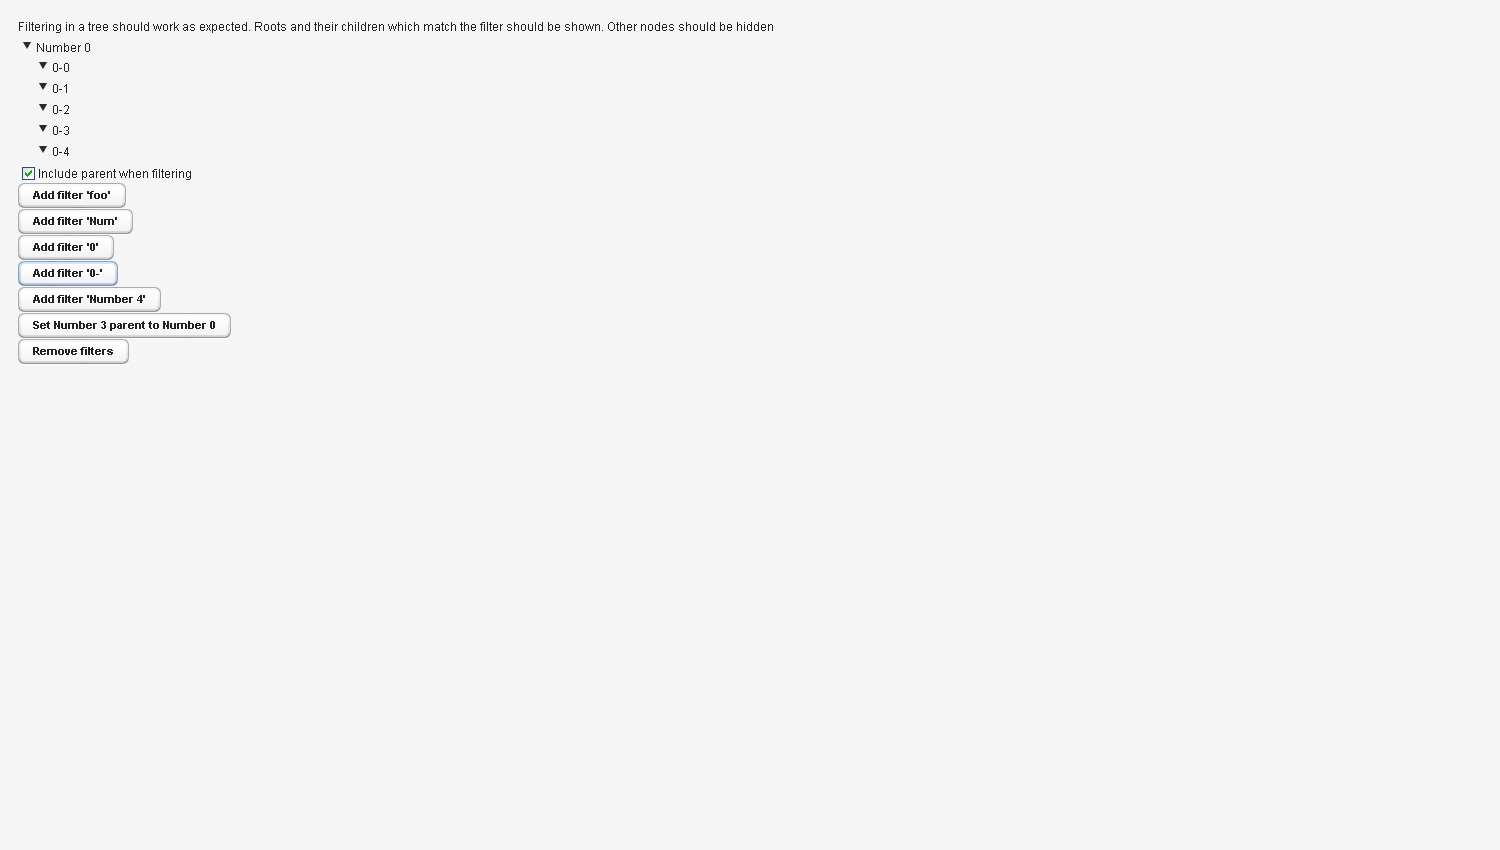 Filtering in a tree should work as expected. Roots and their children which match the filter should be shown. Other nodes should be hidden
Number 0
0-0
0-1
0-2
0-3
0-4
Include parent when filtering
Add filter 'foo'
Add filter 'Num'
Add filter '0'
Add filter '0-'
Add filter 'Number 4'
Set Number 3 parent to Number 0
Remove filters